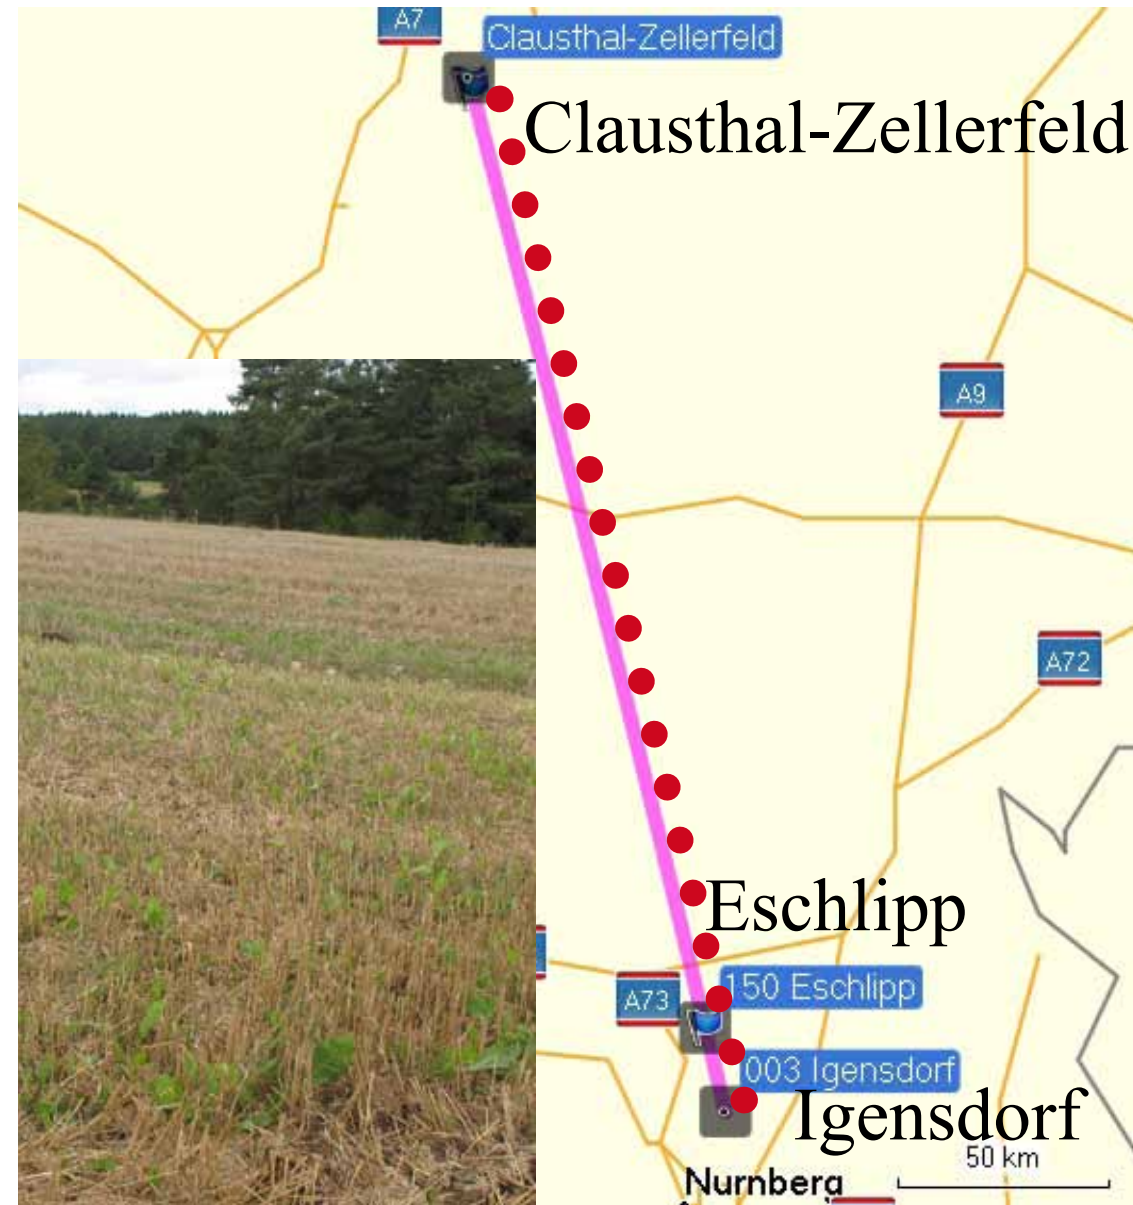 A7
Clausthal-Zellerfeld
Clausthal-Zellerfeld
A9
A72
Eschlipp
150 Eschlipp
A73
003 Igensdorf
Igensdorf
50 km
Nurnberg